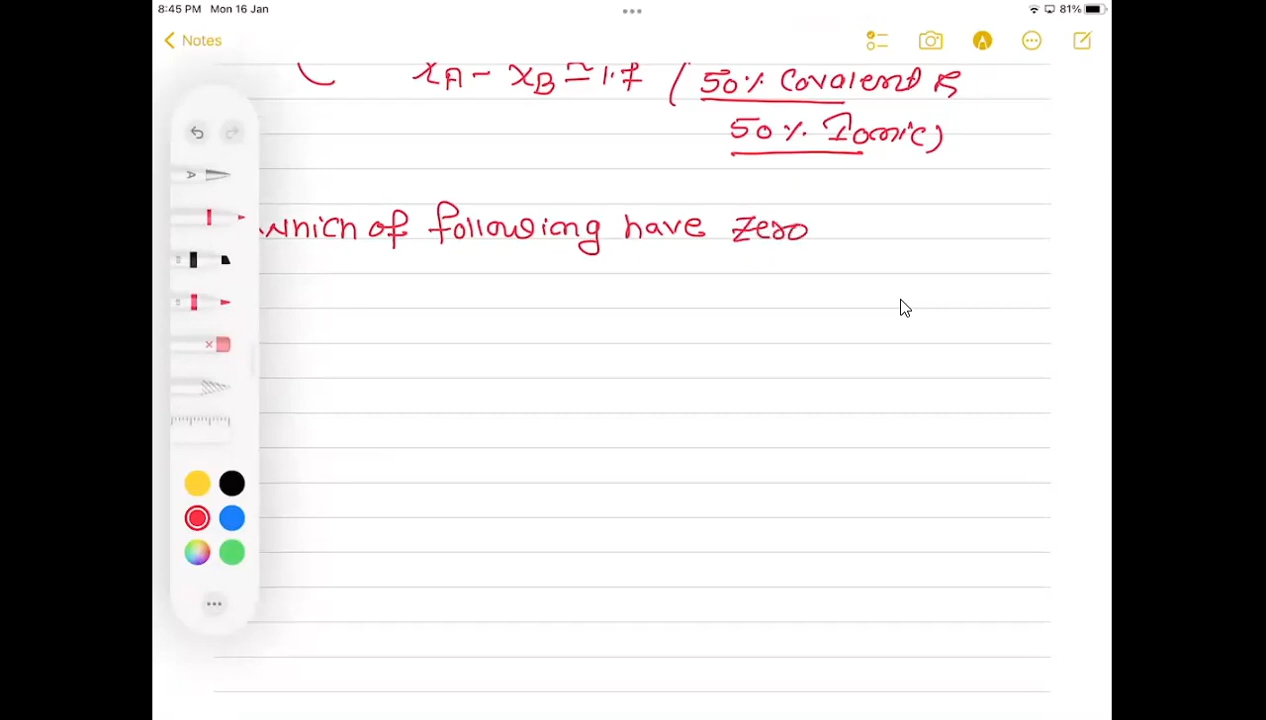 8:45 PM Mon 16 Jan
81%
Notes
xA - xB ≃ 1.7 ( 50% Covalent &
50% Ionic)
which of following have zero